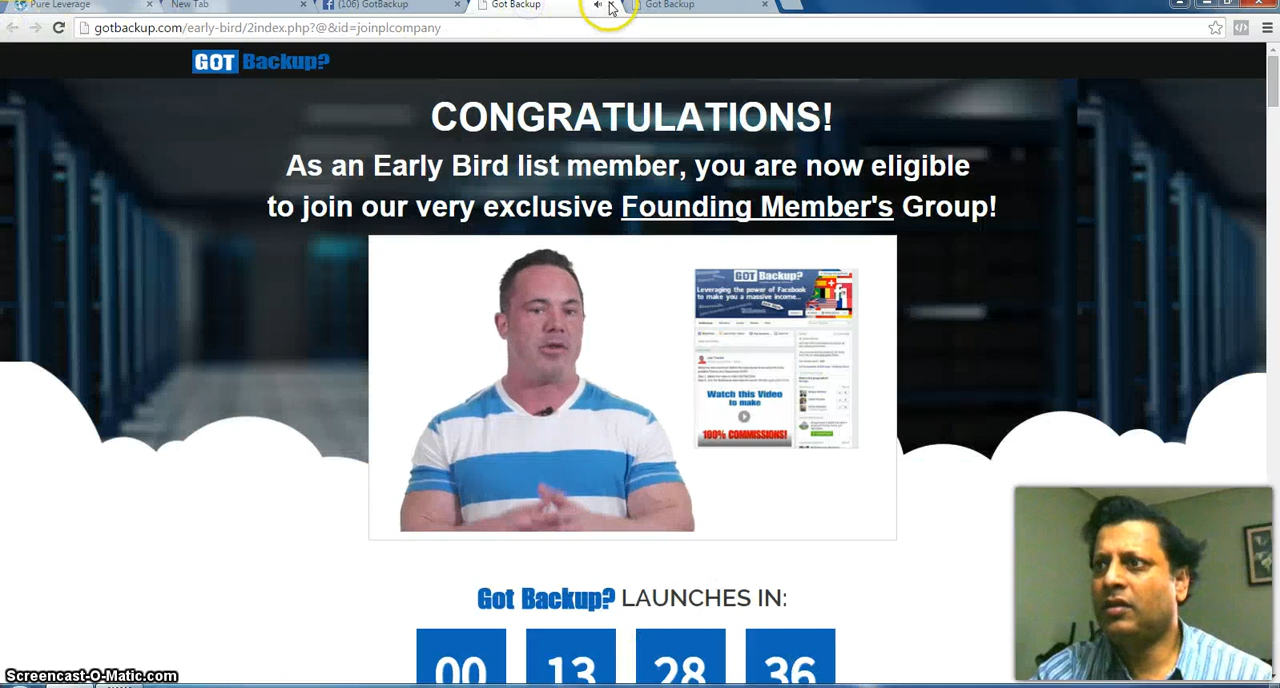 Pure Leverage
New Tab
(106) GotBackup
Got Backup
Got Backup
gotbackup.com/early-bird/2index.php?@&id=joinplcompany
GOT Backup?
CONGRATULATIONS!
As an Early Bird list member, you are now eligible
to join our very exclusive Founding Member's Group!
GOT Backup?
Leveraging the power of Facebook
to make you a massive income...
Watch this Video
to make
100% COMMISSIONS!
Got Backup? LAUNCHES IN:
00 13 28 36
Screencast-O-Matic.com